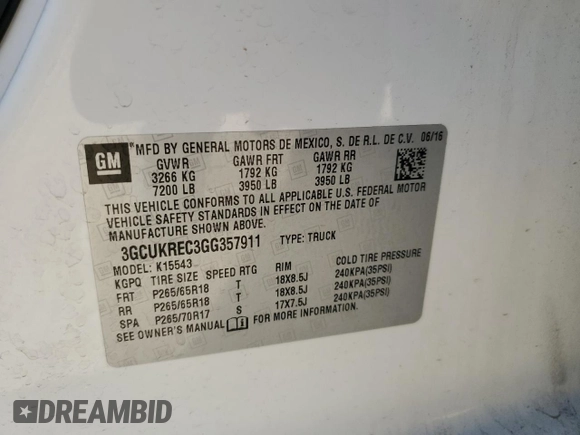 GM
MFD BY GENERAL MOTORS DE MEXICO, S. DE R.L. DE C.V. 06/16
GVWR GAWR FRT GAWR RR
3266 KG 1792 KG 1792 KG
7200 LB 3950 LB 3950 LB
THIS VEHICLE CONFORMS TO ALL APPLICABLE U.S. FEDERAL MOTOR
VEHICLE SAFETY STANDARDS IN EFFECT ON THE DATE OF
MANUFACTURE SHOWN ABOVE.
3GCUKREC3GG357911 TYPE: TRUCK
MODEL: K15543
KGPQ TIRE SIZE SPEED RTG RIM COLD TIRE PRESSURE
FRT P265/65R18 T 18X8.5J 240KPA(35PSI)
RR P265/65R18 T 18X8.5J 240KPA(35PSI)
SPA P265/70R17 S 17X7.5J 240KPA(35PSI)
SEE OWNER'S MANUAL FOR MORE INFORMATION.
DREAMBID